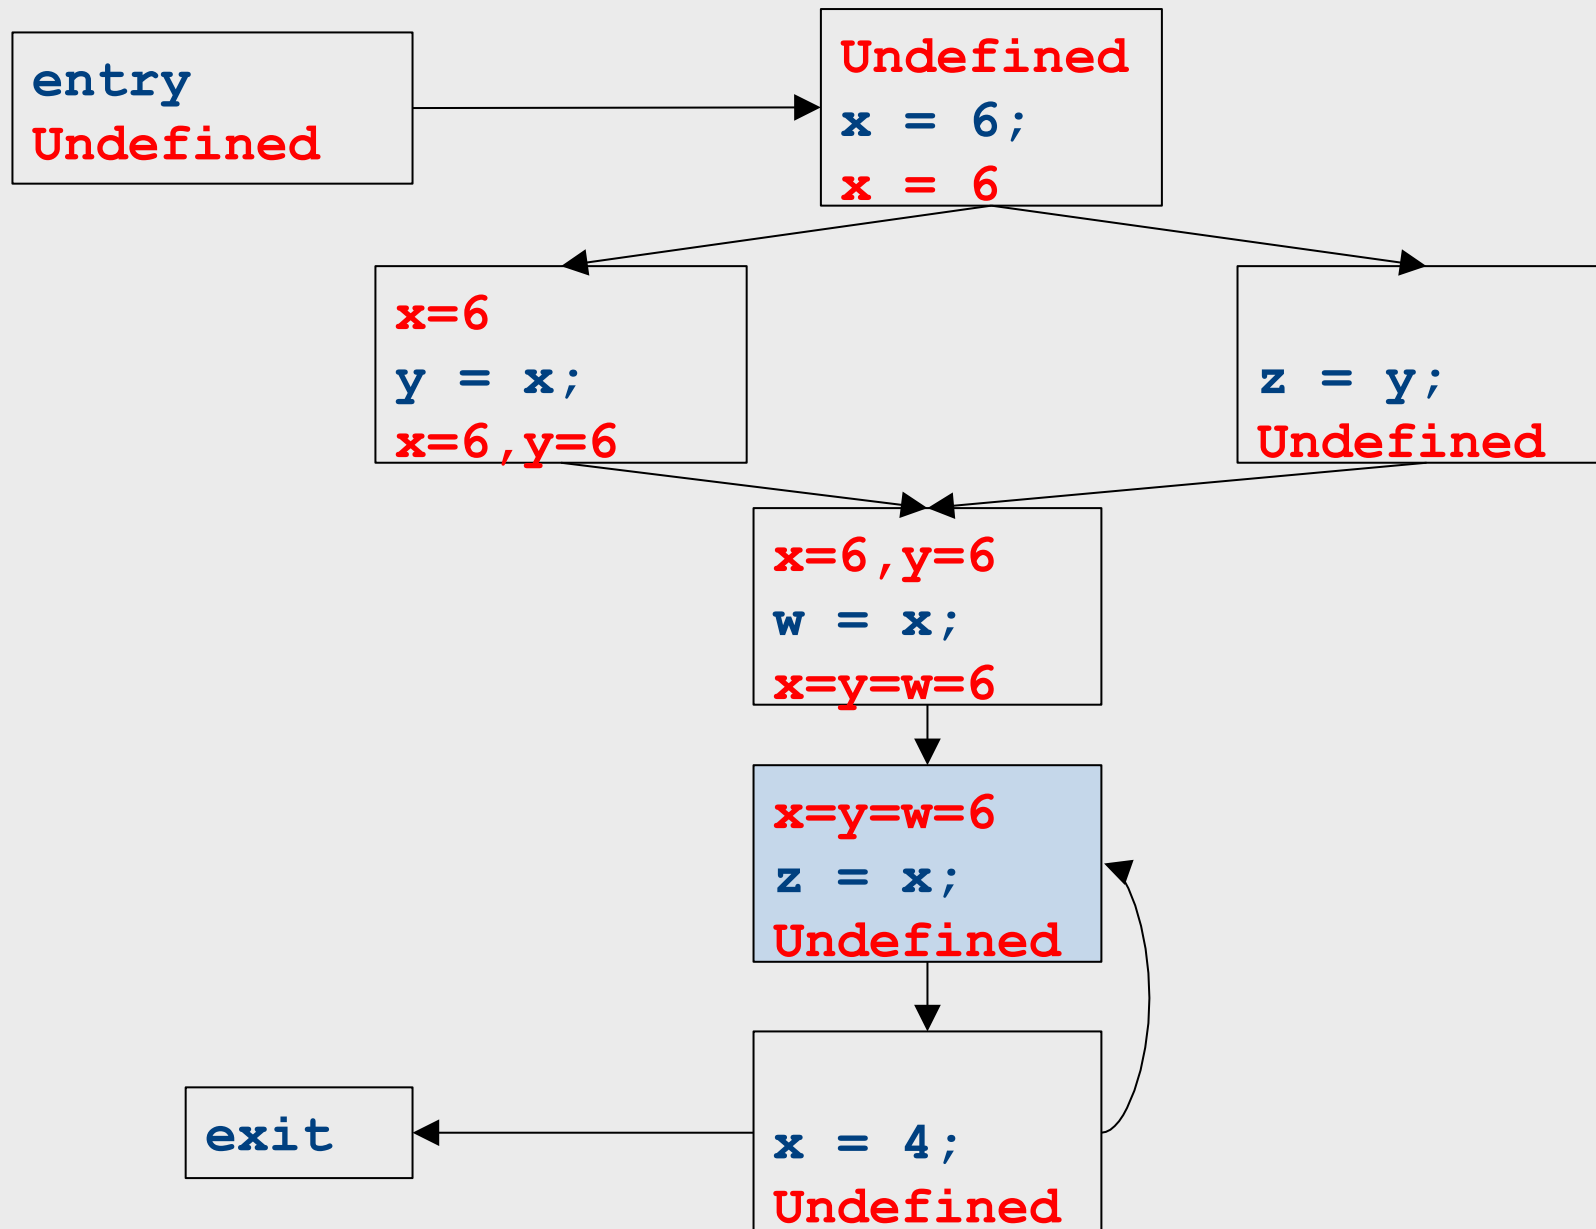 entry
Undefined
Undefined
x = 6;
x = 6
x=6
y = x;
x=6,y=6
z = y;
Undefined
x=6,y=6
w = x;
x=y=w=6
x=y=w=6
z = x;
Undefined
exit
x = 4;
Undefined